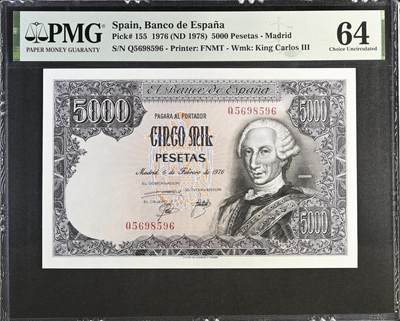 PMG
PAPER MONEY GUARANTY
Spain, Banco de España
Pick# 155 1976 (ND 1978) 5000 Pesetas - Madrid
S/N Q5698596 - Printer: FNMT - Wmk: King Carlos III
64
Choice Uncirculated
El Banco de España
5000
5000
PAGARA AL PORTADOR
Q5698596
CINCO MIL
PESETAS
Madrid, 6 de Febrero de 1976
EL GOBERNADOR
EL INTERVENTOR
EL CAJERO
Q5698596
5000